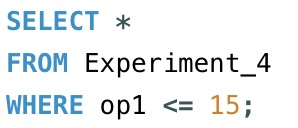 SELECT *
FROM Experiment_4
WHERE op1 <= 15;